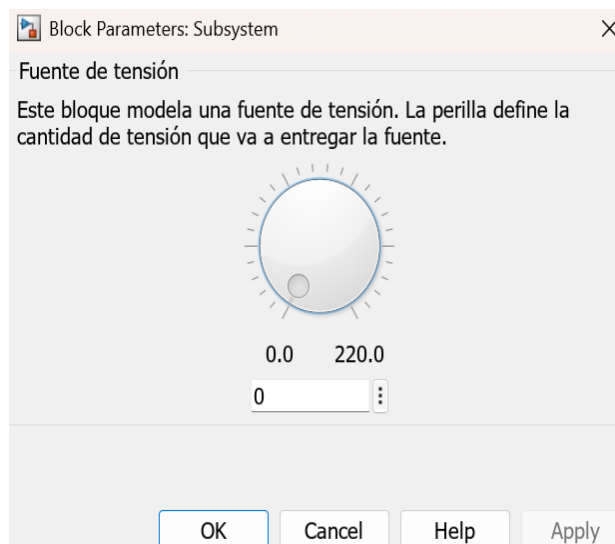 Block Parameters: Subsystem
Fuente de tensión
Este bloque modela una fuente de tensión. La perilla define la
cantidad de tensión que va a entregar la fuente.
0.0 220.0
0
OK Cancel Help Apply